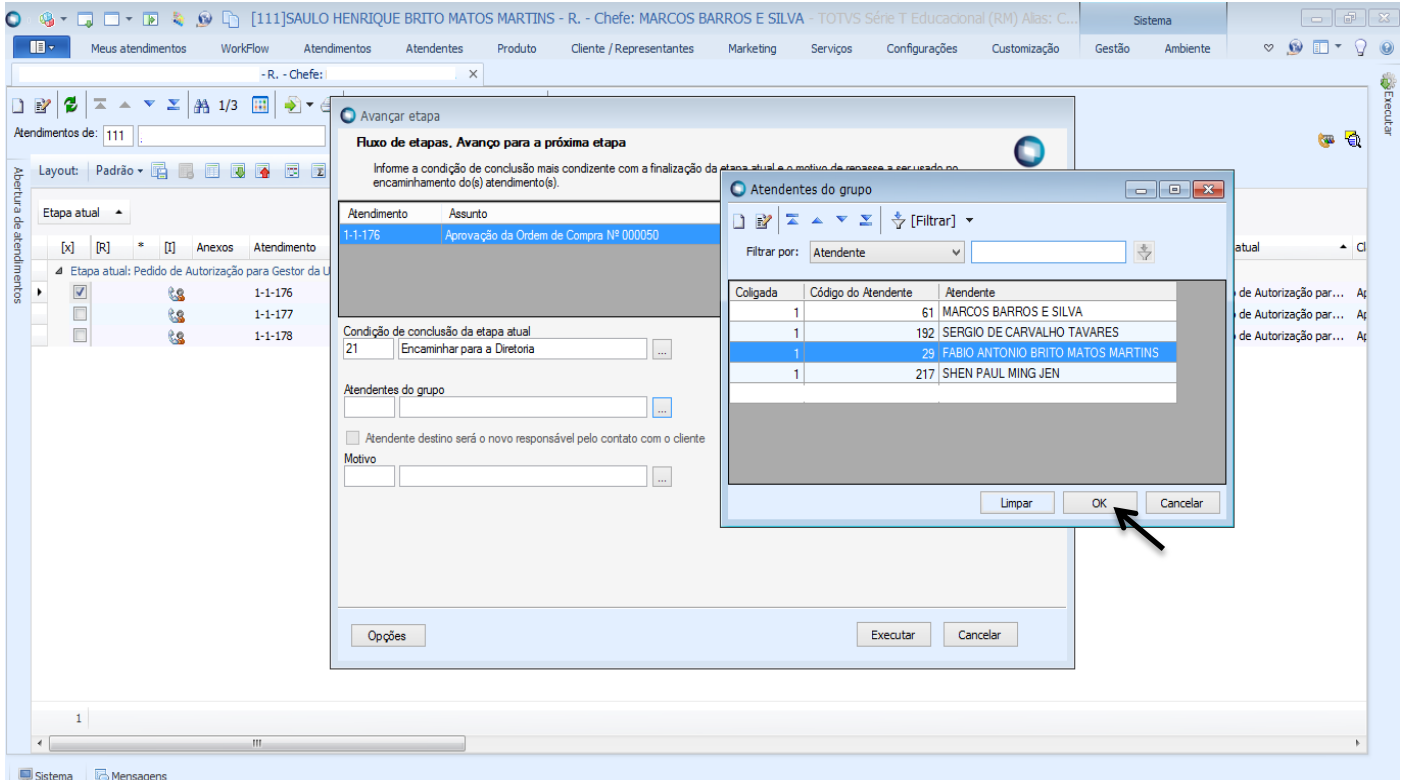 [111]SAULO HENRIQUE BRITO MATOS MARTINS - R. - Chefe: MARCOS BARROS E SILVA - TOTVS Série T Educacional (RM) Alias: C...
Sistema
Meus atendimentos WorkFlow Atendimentos Atendentes Produto Cliente / Representantes Marketing Serviços Configurações Customização Gestão Ambiente
- R. - Chefe:
Executar
1/3
Atendimentos de: 111
Abertura de atendimentos
Layout: Padrão
Etapa atual
[x] [R] * [I] Anexos Atendimento
Etapa atual: Pedido de Autorização para Gestor da U
1-1-176
1-1-177
1-1-178
atual Cl
de Autorização par... Ap
de Autorização par... Ap
de Autorização par... Ap
Avançar etapa
Fluxo de etapas, Avanço para a próxima etapa
Informe a condição de conclusão mais condizente com a finalização da etapa atual e o motivo de repasse a ser usado no
encaminhamento do(s) atendimento(s).
Atendimento Assunto
1-1-176 Aprovação da Ordem de Compra Nº 000050
Condição de conclusão da etapa atual
21 Encaminhar para a Diretoria ...
Atendentes do grupo
...
Atendente destino será o novo responsável pelo contato com o cliente
Motivo
...
Opções Executar Cancelar
Atendentes do grupo
[Filtrar]
Filtrar por: Atendente
Coligada Código do Atendente Atendente
1 61 MARCOS BARROS E SILVA
1 192 SERGIO DE CARVALHO TAVARES
1 29 FABIO ANTONIO BRITO MATOS MARTINS
1 217 SHEN PAUL MING JEN
Limpar OK Cancelar
1
Sistema Mensagens